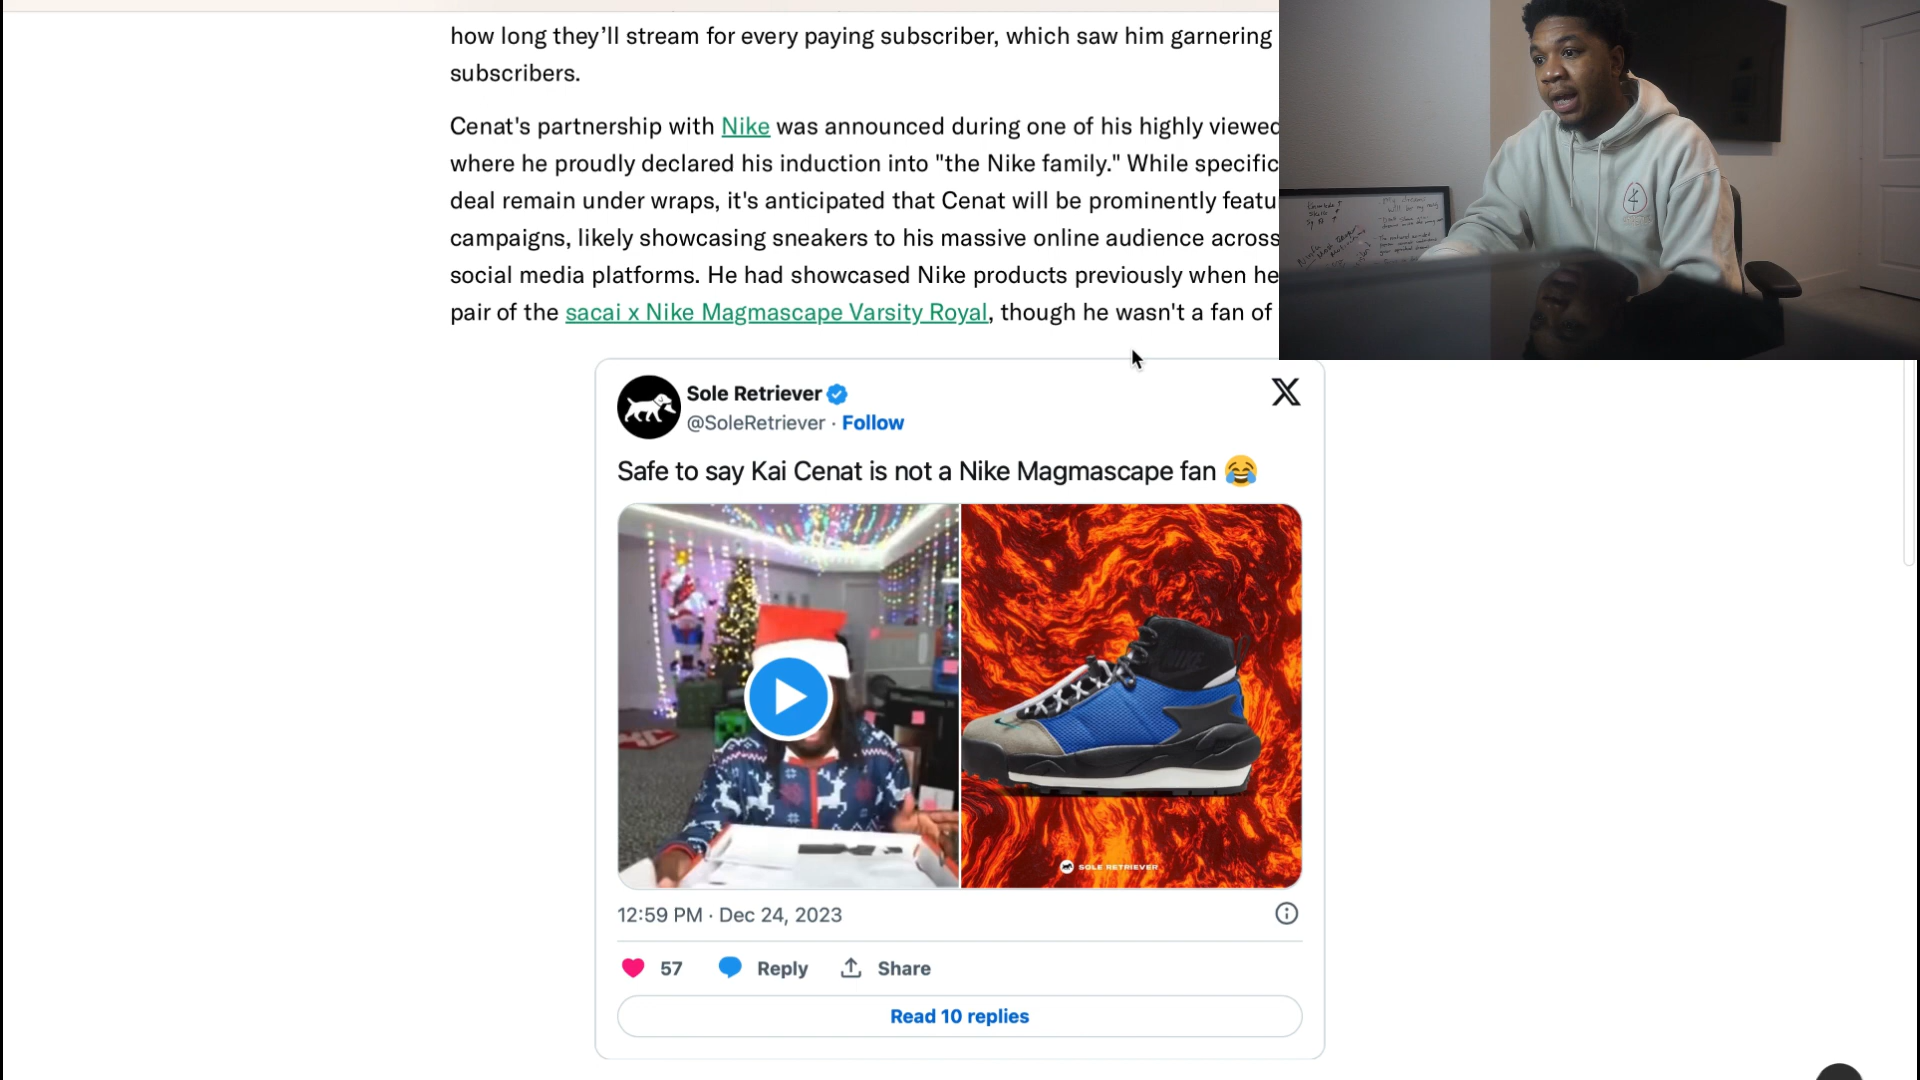 how long they’ll stream for every paying subscriber, which saw him garnering
subscribers.
Cenat's partnership with Nike was announced during one of his highly viewed
where he proudly declared his induction into "the Nike family." While specific
deal remain under wraps, it's anticipated that Cenat will be prominently featu
campaigns, likely showcasing sneakers to his massive online audience across
social media platforms. He had showcased Nike products previously when he
pair of the sacai x Nike Magmascape Varsity Royal, though he wasn't a fan of
Sole Retriever
@SoleRetriever · Follow
Safe to say Kai Cenat is not a Nike Magmascape fan 😂
NIKE
SOLE RETRIEVER
12:59 PM · Dec 24, 2023
57 Reply Share
Read 10 replies